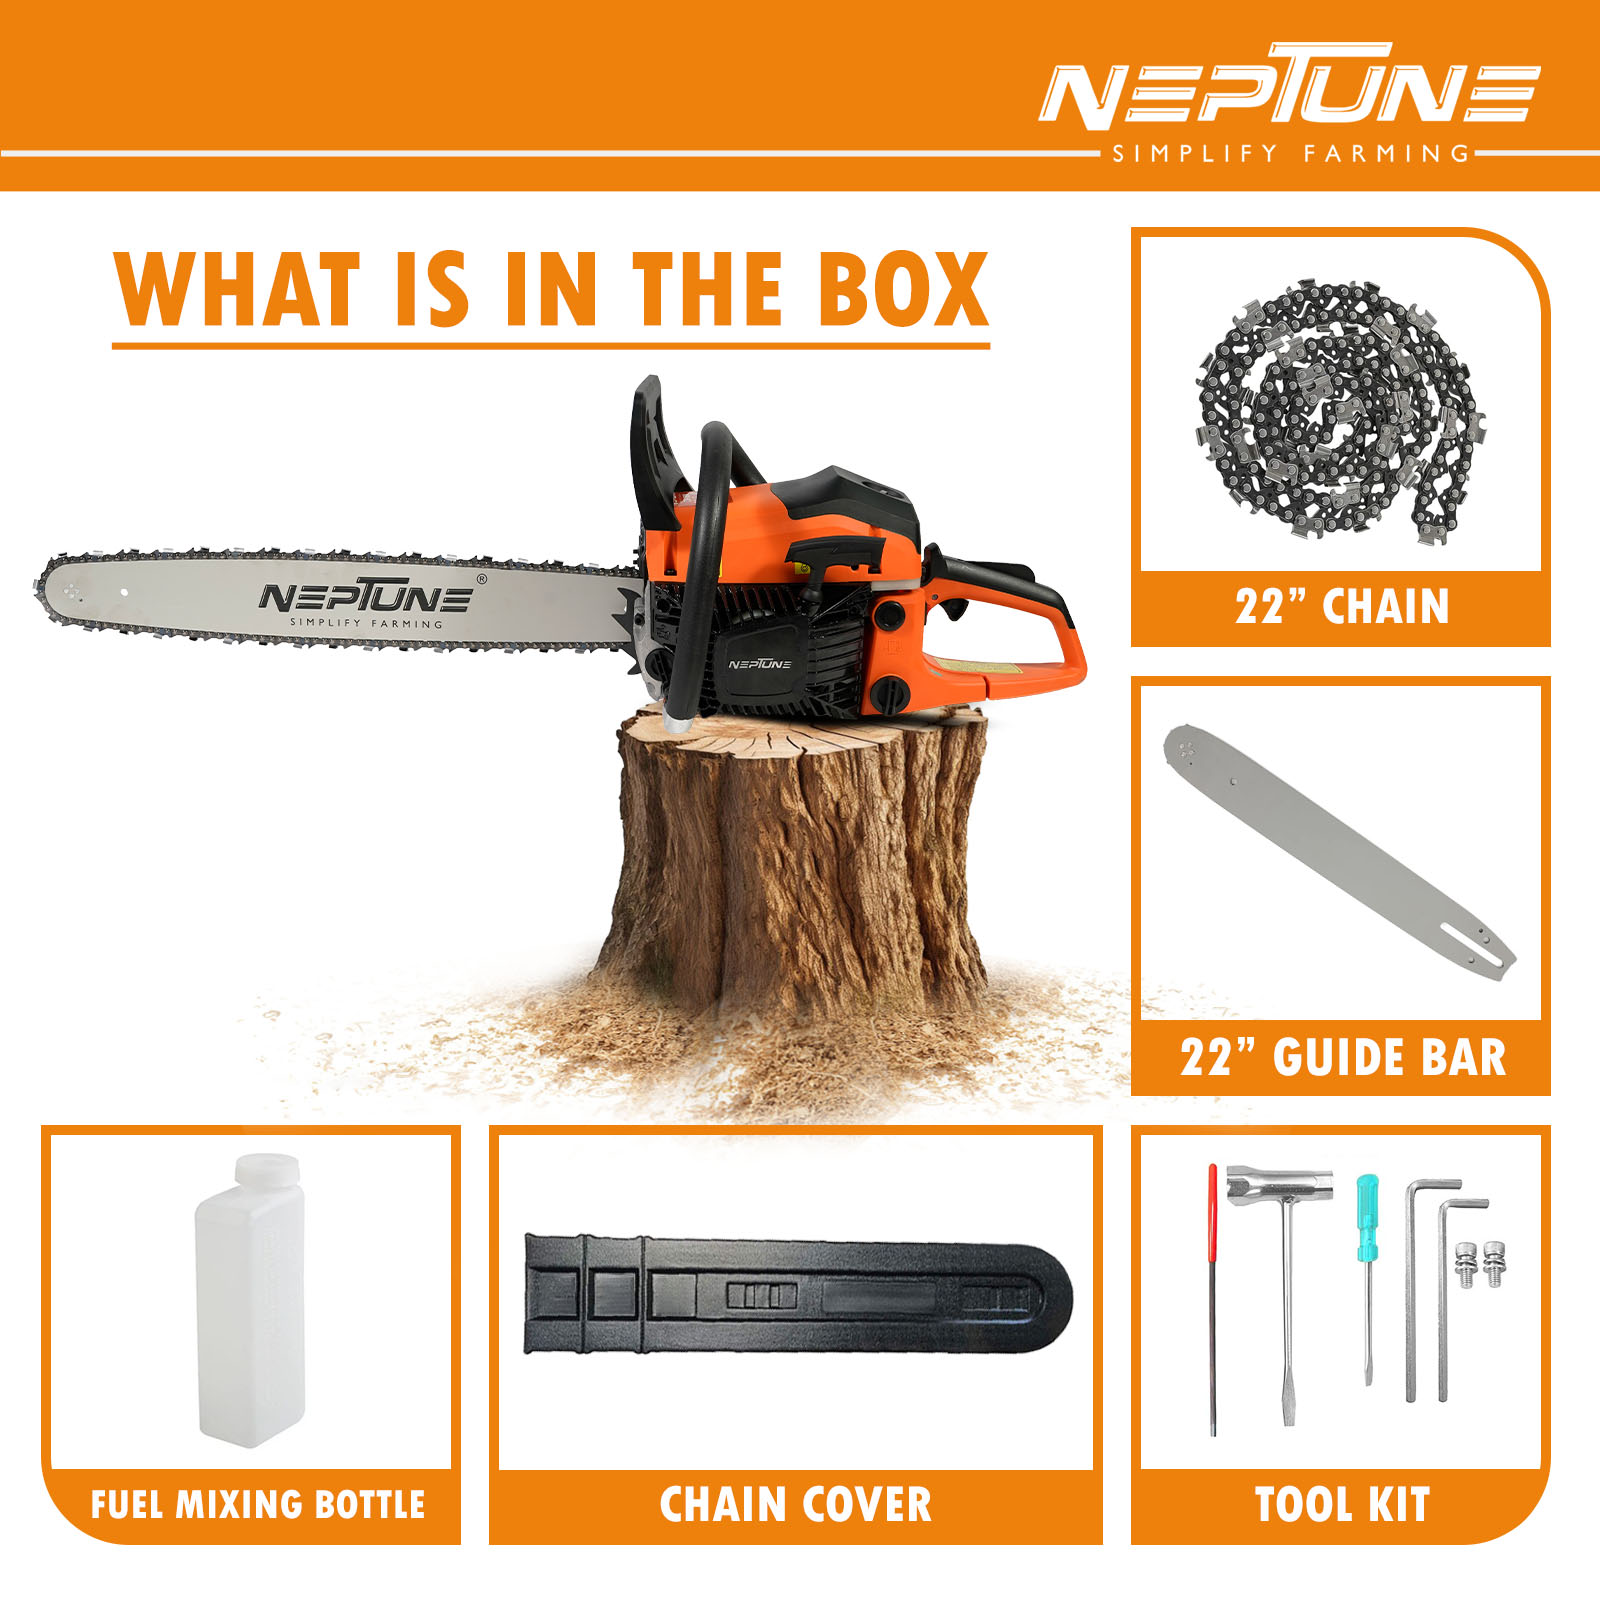 NEPTUNE
SIMPLIFY FARMING
WHAT IS IN THE BOX
NEPTUNE ®
SIMPLIFY FARMING
NEPTUNE
22” CHAIN
22” GUIDE BAR
FUEL MIXING BOTTLE
CHAIN COVER
TOOL KIT